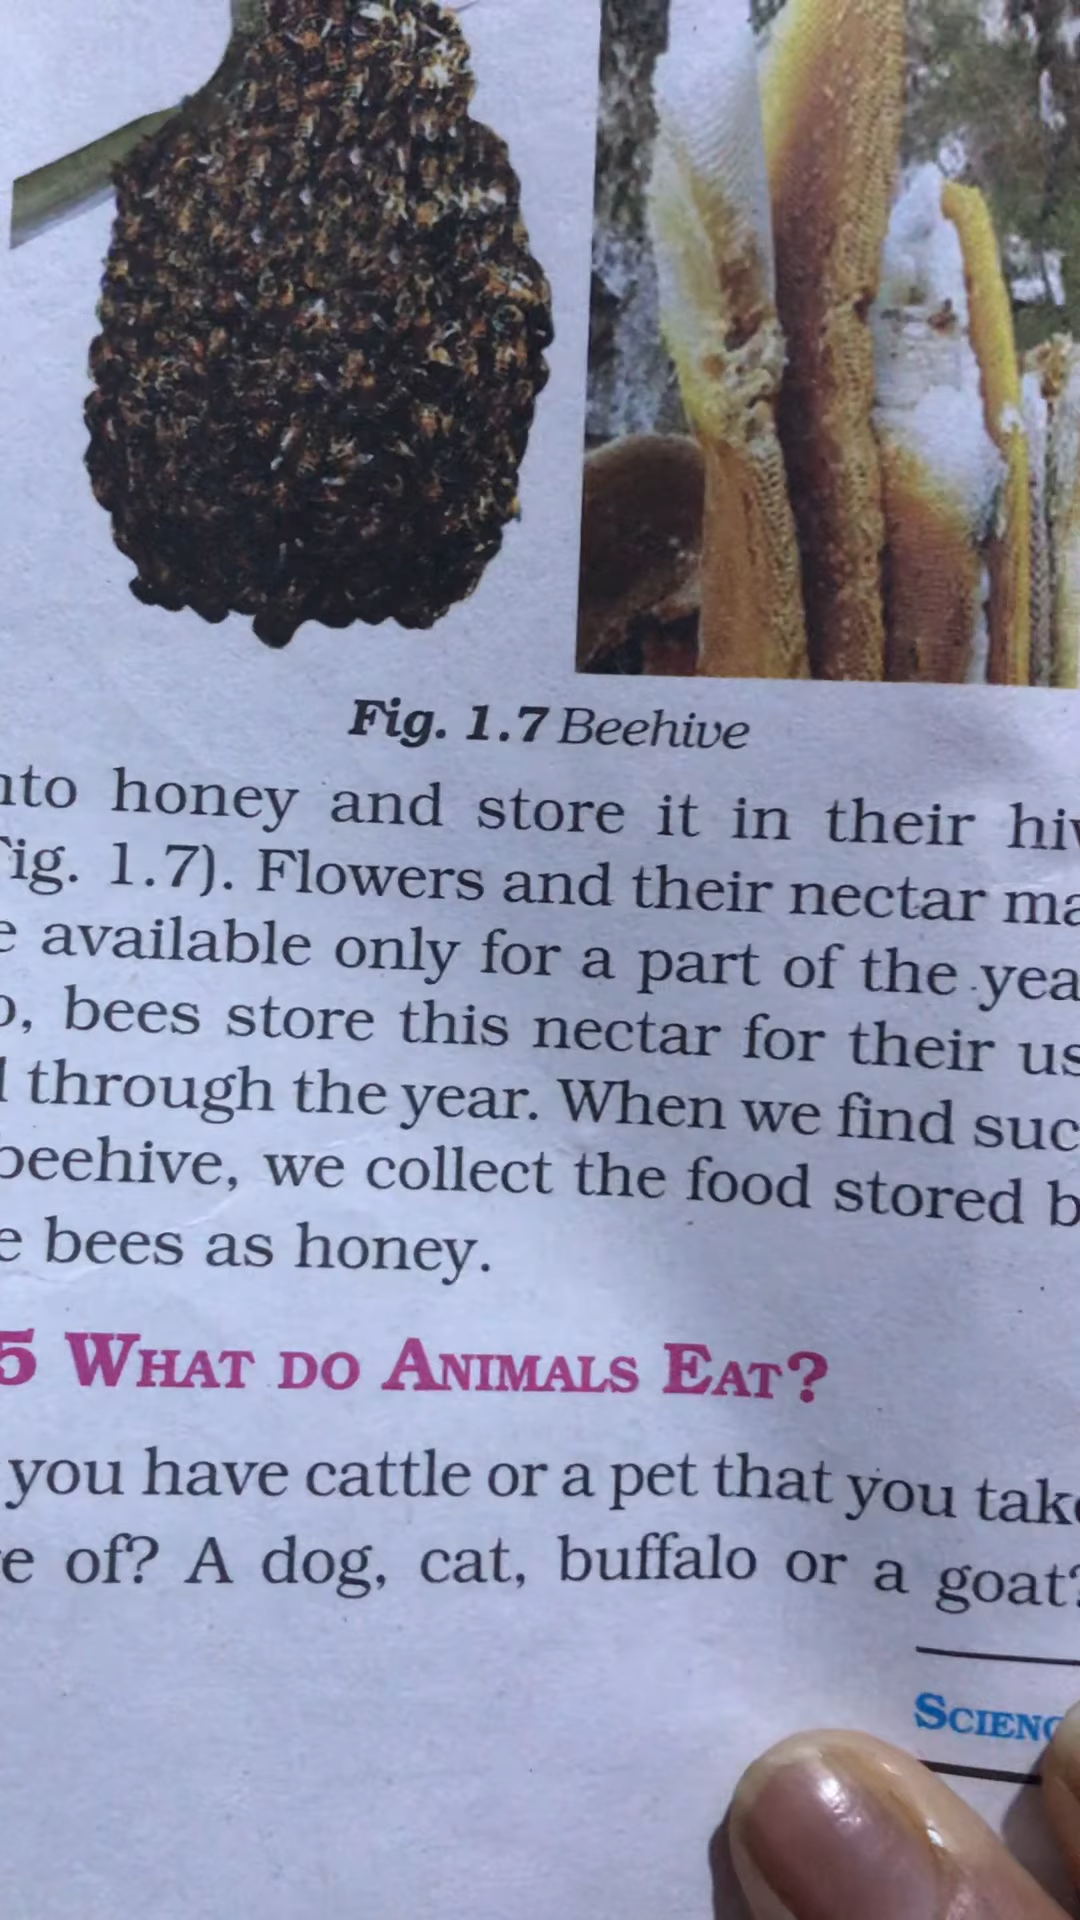 Fig. 1.7 Beehive
nto honey and store it in their hiv
ig. 1.7). Flowers and their nectar ma
e available only for a part of the yea
o, bees store this nectar for their us
l through the year. When we find suc
beehive, we collect the food stored b
e bees as honey.
5 WHAT DO ANIMALS EAT?
you have cattle or a pet that you take
e of? A dog, cat, buffalo or a goat?
SCIENC